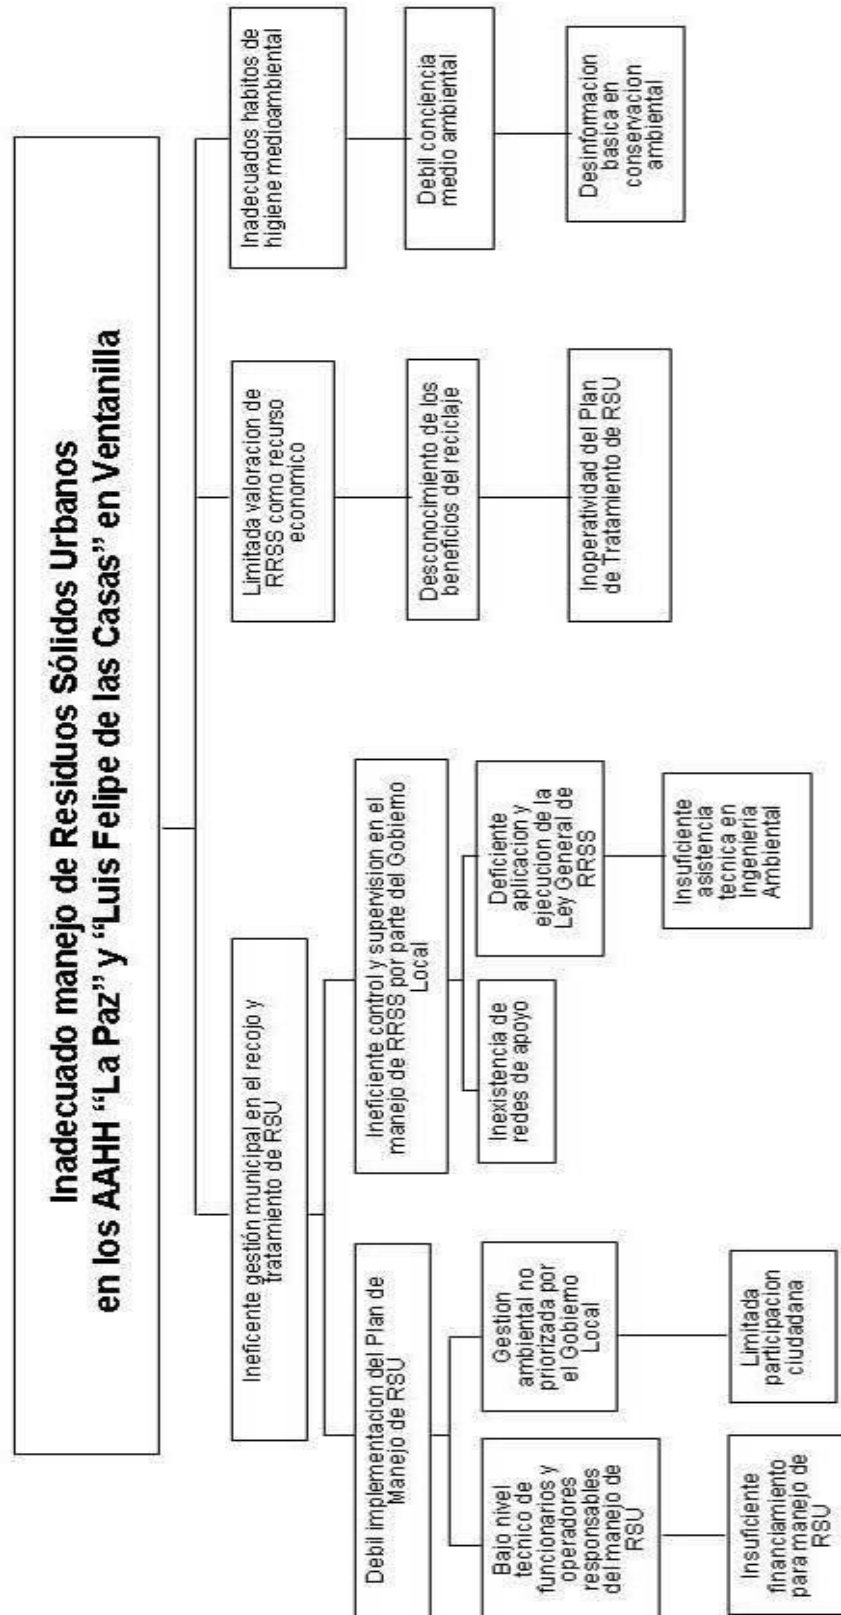 Inadecuado manejo de Residuos Sólidos Urbanos
en los AAHH “La Paz” y “Luis Felipe de las Casas” en Ventanilla
Ineficente gestión municipal en el recojo y
tratamiento de RSU
Limitada valoracion de
RRSS como recurso
economico
Inadecuados habitos de
higiene medioambiental
Debil implementacion del Plan de
Manejo de RSU
Ineficiente control y supervision en el
manejo de RRSS por parte del Gobierno
Local
Desconocimiento de los
beneficios del reciclaje
Debil conciencia
medio ambiental
Bajo nivel
tecnico de
funcionarios y
operadores
responsables
del manejo de
RSU
Gestion
ambiental no
priorizada por
el Gobierno
Local
Inexistencia de
redes de apoyo
Deficiente
aplicacion y
ejecucion de la
Ley General de
RRSS
Inoperatividad del Plan
de Tratamiento de RSU
Desinformacion
basica en
conservacion
ambiental
Insuficiente
financiamiento
para manejo de
RSU
Limitada
participacion
ciudadana
Insuficiente
asistencia
tecnica en
Ingenieria
Ambiental